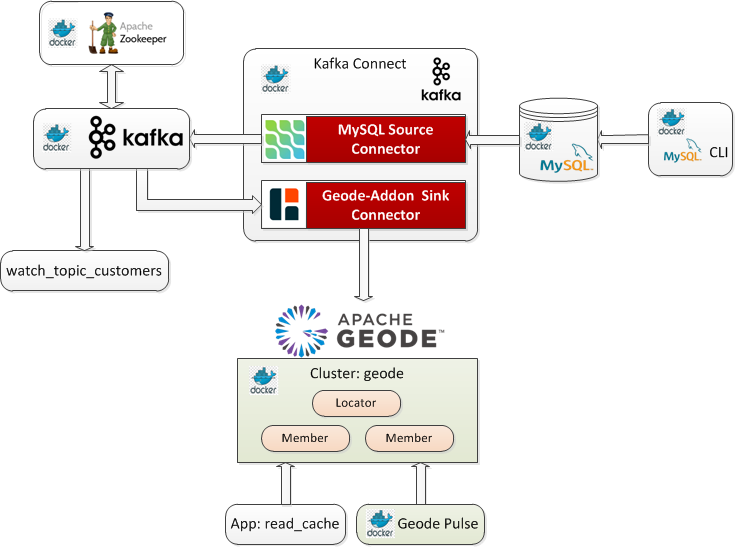 docker
Apache
Zookeeper
Kafka Connect
docker
kafka
docker
kafka
MySQL Source
Connector
docker
MySQL
docker
MySQL
CLI
Geode-Addon Sink
Connector
watch_topic_customers
APACHE
GEODE™
docker
Cluster: geode
Locator
Member
Member
App: read_cache
docker
Geode Pulse